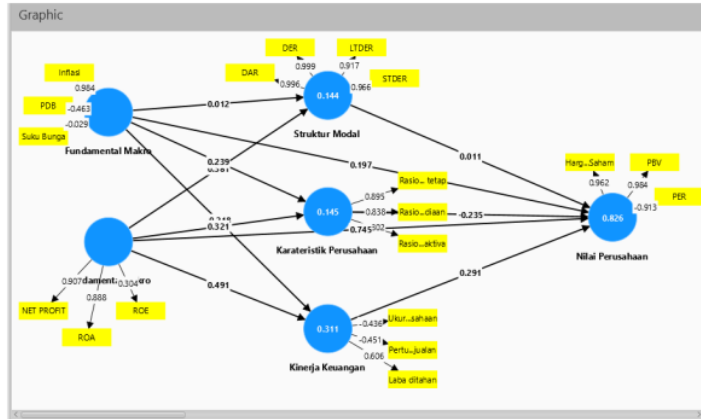 Graphic
DER
LTDER
DAR
STDER
0.999
0.917
0.996
0.966
0.144
Struktur Modal
Inflasi
0.984
PDB
-0.463
-0.029
Suku Bunga
Fundamental Makro
0.012
0.239
0.197
0.011
Harg...Saham
PBV
PER
0.962
0.984
-0.913
0.826
Nilai Perusahaan
Rasio... tetap
0.895
Rasio...diaan
0.838
Rasio...aktiva
0.145
Karateristik Perusahaan
0.321
-0.235
0.745
0.491
0.291
0.907
0.888
0.304
NET PROFIT
ROA
ROE
0.311
Kinerja Keuangan
Ukur...sahaan
-0.436
Pertu...jualan
-0.451
0.606
Laba ditahan